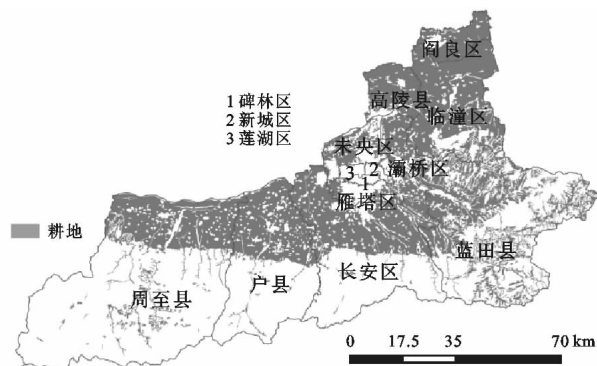 阎良区
高陵县
临潼区
1 碑林区
2 新城区
3 莲湖区
未央区
3 2 灞桥区
1
雁塔区
耕地
蓝田县
长安区
户县
周至县
0 17.5 35 70 km